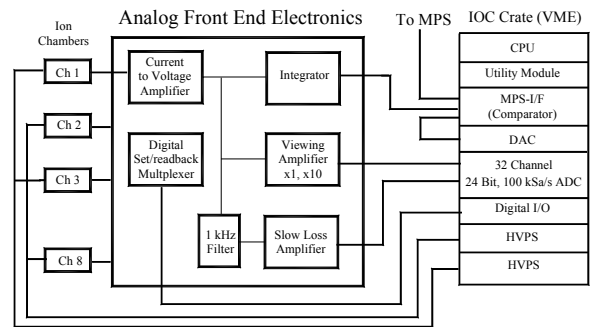 Analog Front End Electronics
To MPS
IOC Crate (VME)
Ion
Chambers
Ch 1
Ch 2
Ch 3
Ch 8
Current
to Voltage
Amplifier
Integrator
Digital
Set/readback
Multplexer
Viewing
Amplifier
x1, x10
1 kHz
Filter
Slow Loss
Amplifier
CPU
Utility Module
MPS-I/F
(Comparator)
DAC
32 Channel
24 Bit, 100 kSa/s ADC
Digital I/O
HVPS
HVPS